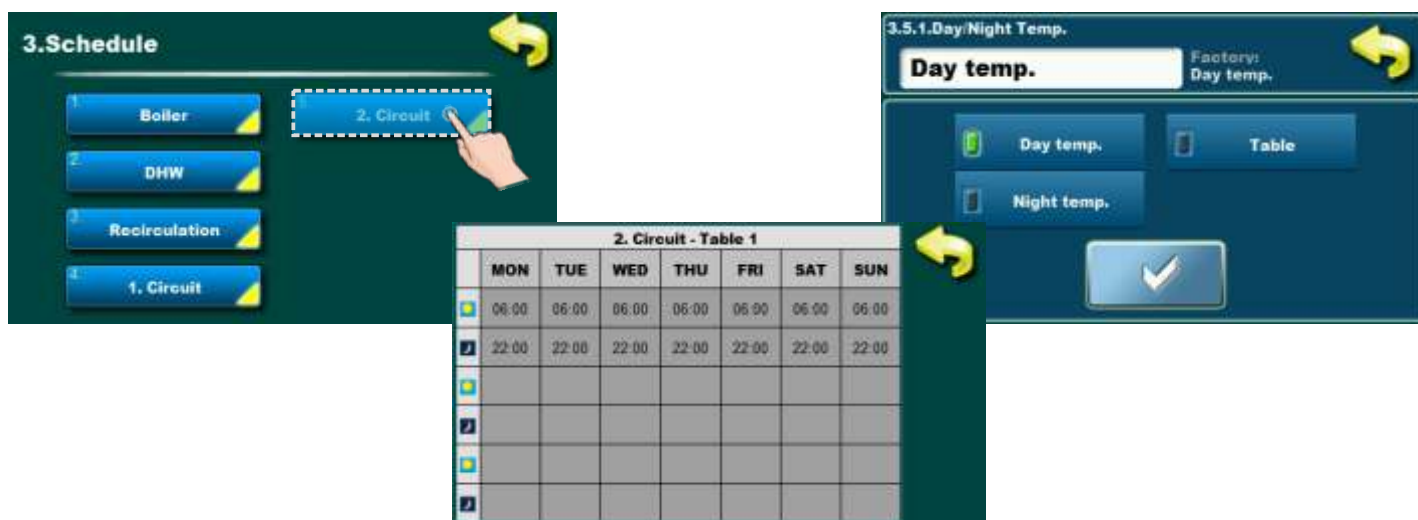 3.Schedule
1
Boiler
2
DHW
3
Recirculation
4
1. Circuit
5
2. Circuit
3.5.1.Day/Night Temp.
Day temp.
Factory:
Day temp.
Day temp.
Table
Night temp.
2. Circuit - Table 1
MON TUE WED THU FRI SAT SUN
06:00 06:00 06:00 06:00 06:00 06:00 06:00
22:00 22:00 22:00 22:00 22:00 22:00 22:00